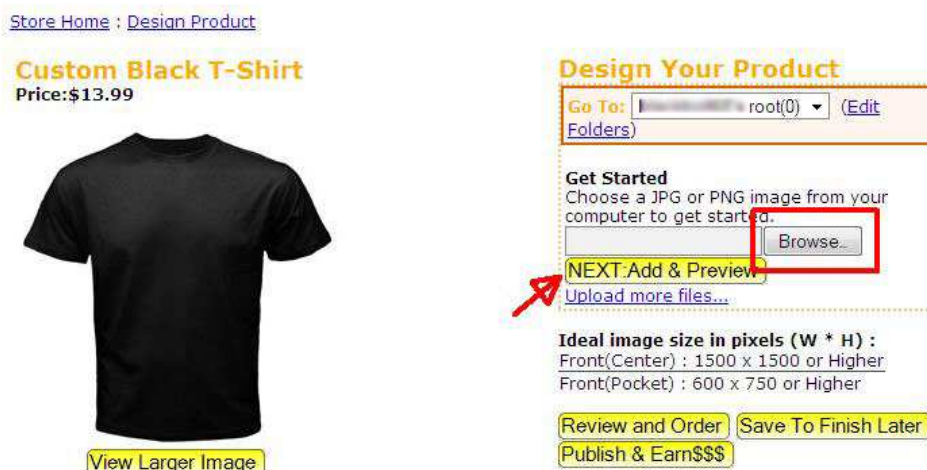 Store Home : Design Product
Custom Black T-Shirt
Price:$13.99
View Larger Image
Design Your Product
Go To: root(0) (Edit
Folders)
Get Started
Choose a JPG or PNG image from your
computer to get started.
Browse..
NEXT:Add & Preview
Upload more files...
Ideal image size in pixels (W * H) :
Front(Center) : 1500 x 1500 or Higher
Front(Pocket) : 600 x 750 or Higher
Review and Order Save To Finish Later
Publish & Earn$$$